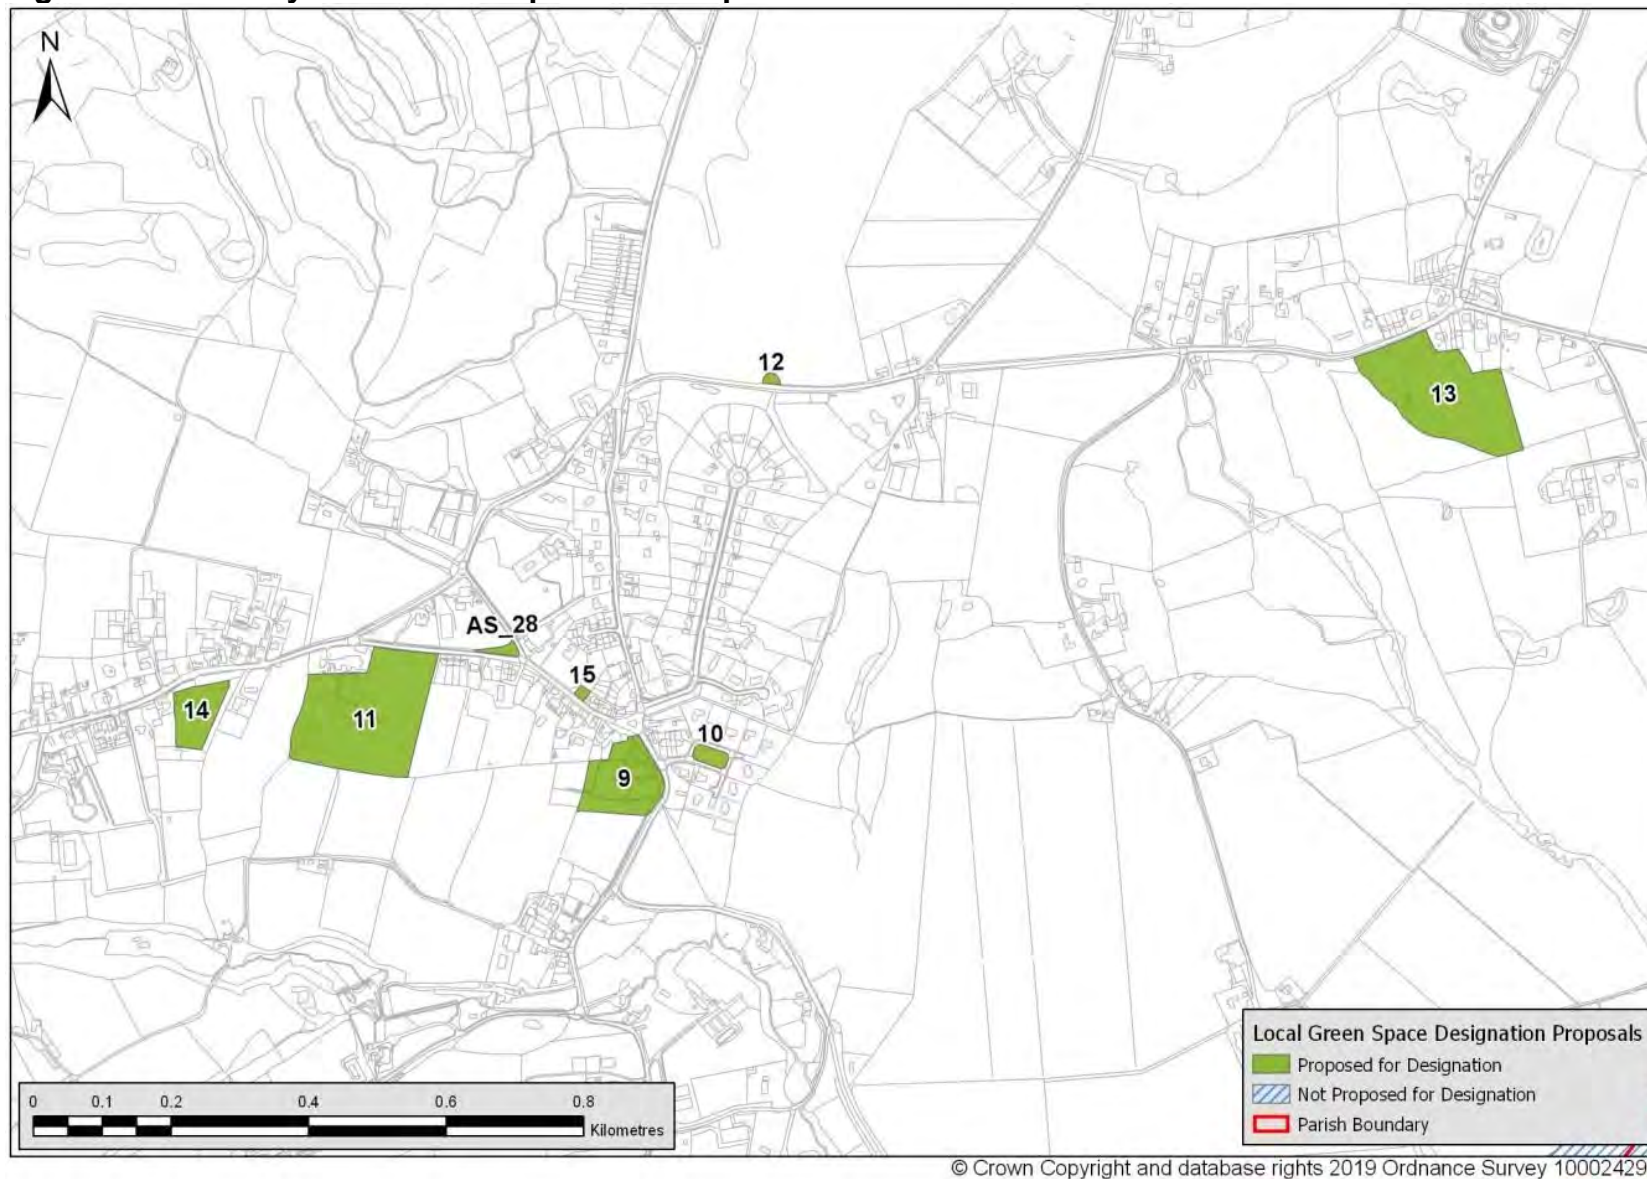 N
12
13
AS_28
15
14
11
10
9
Local Green Space Designation Proposals
Proposed for Designation
Not Proposed for Designation
Parish Boundary
0 0.1 0.2 0.4 0.6 0.8
Kilometres
© Crown Copyright and database rights 2019 Ordnance Survey 10002429